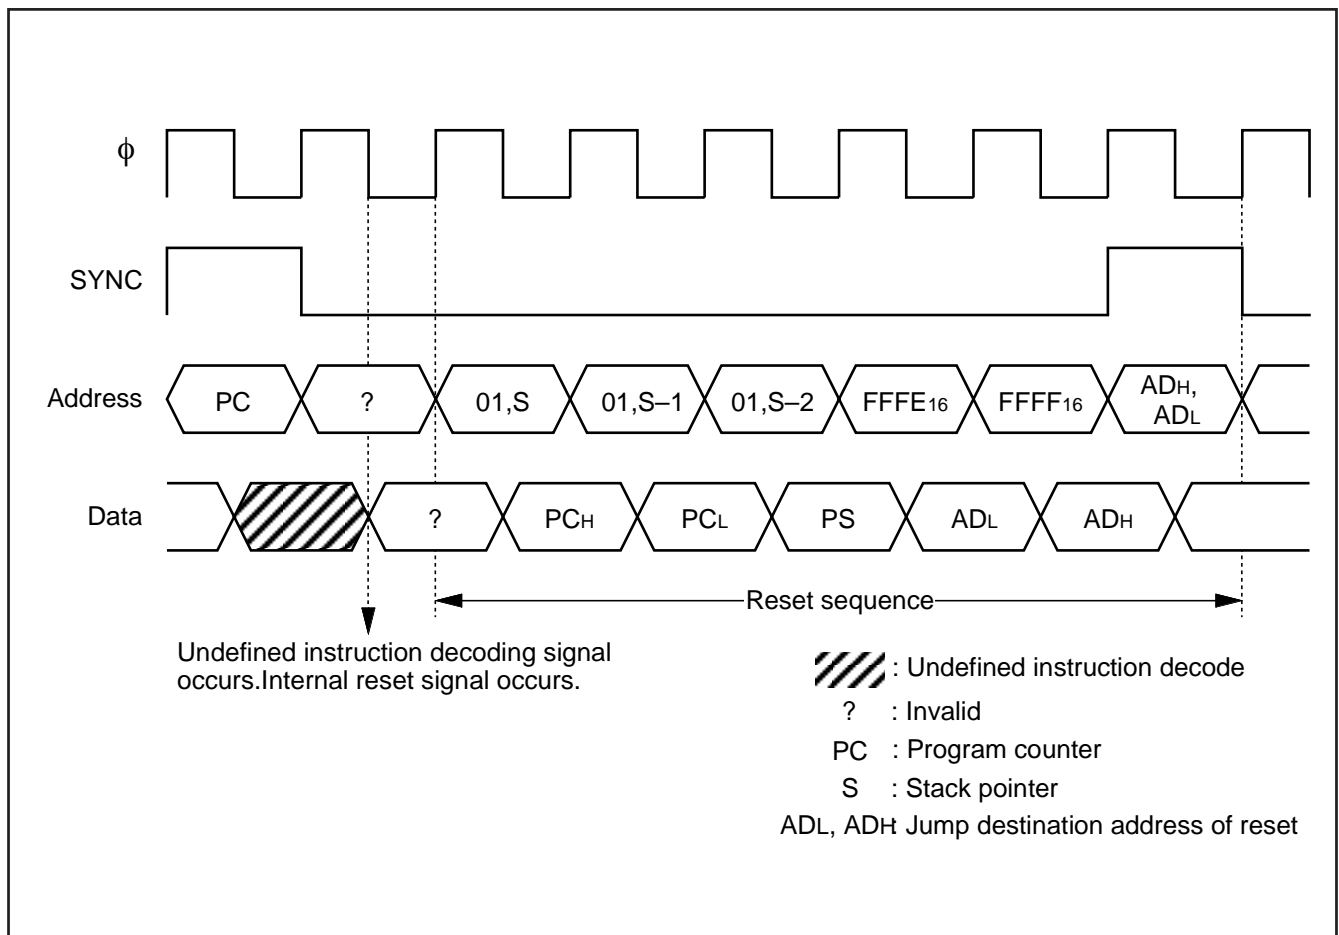 ϕ
SYNC
Address PC ? 01,S 01,S–1 01,S–2 FFFE16 FFFF16 ADH, ADL
Data ? PCH PCL PS ADL ADH
Reset sequence
Undefined instruction decoding signal
occurs.Internal reset signal occurs.
: Undefined instruction decode
? : Invalid
PC : Program counter
S : Stack pointer
ADL, ADH: Jump destination address of reset